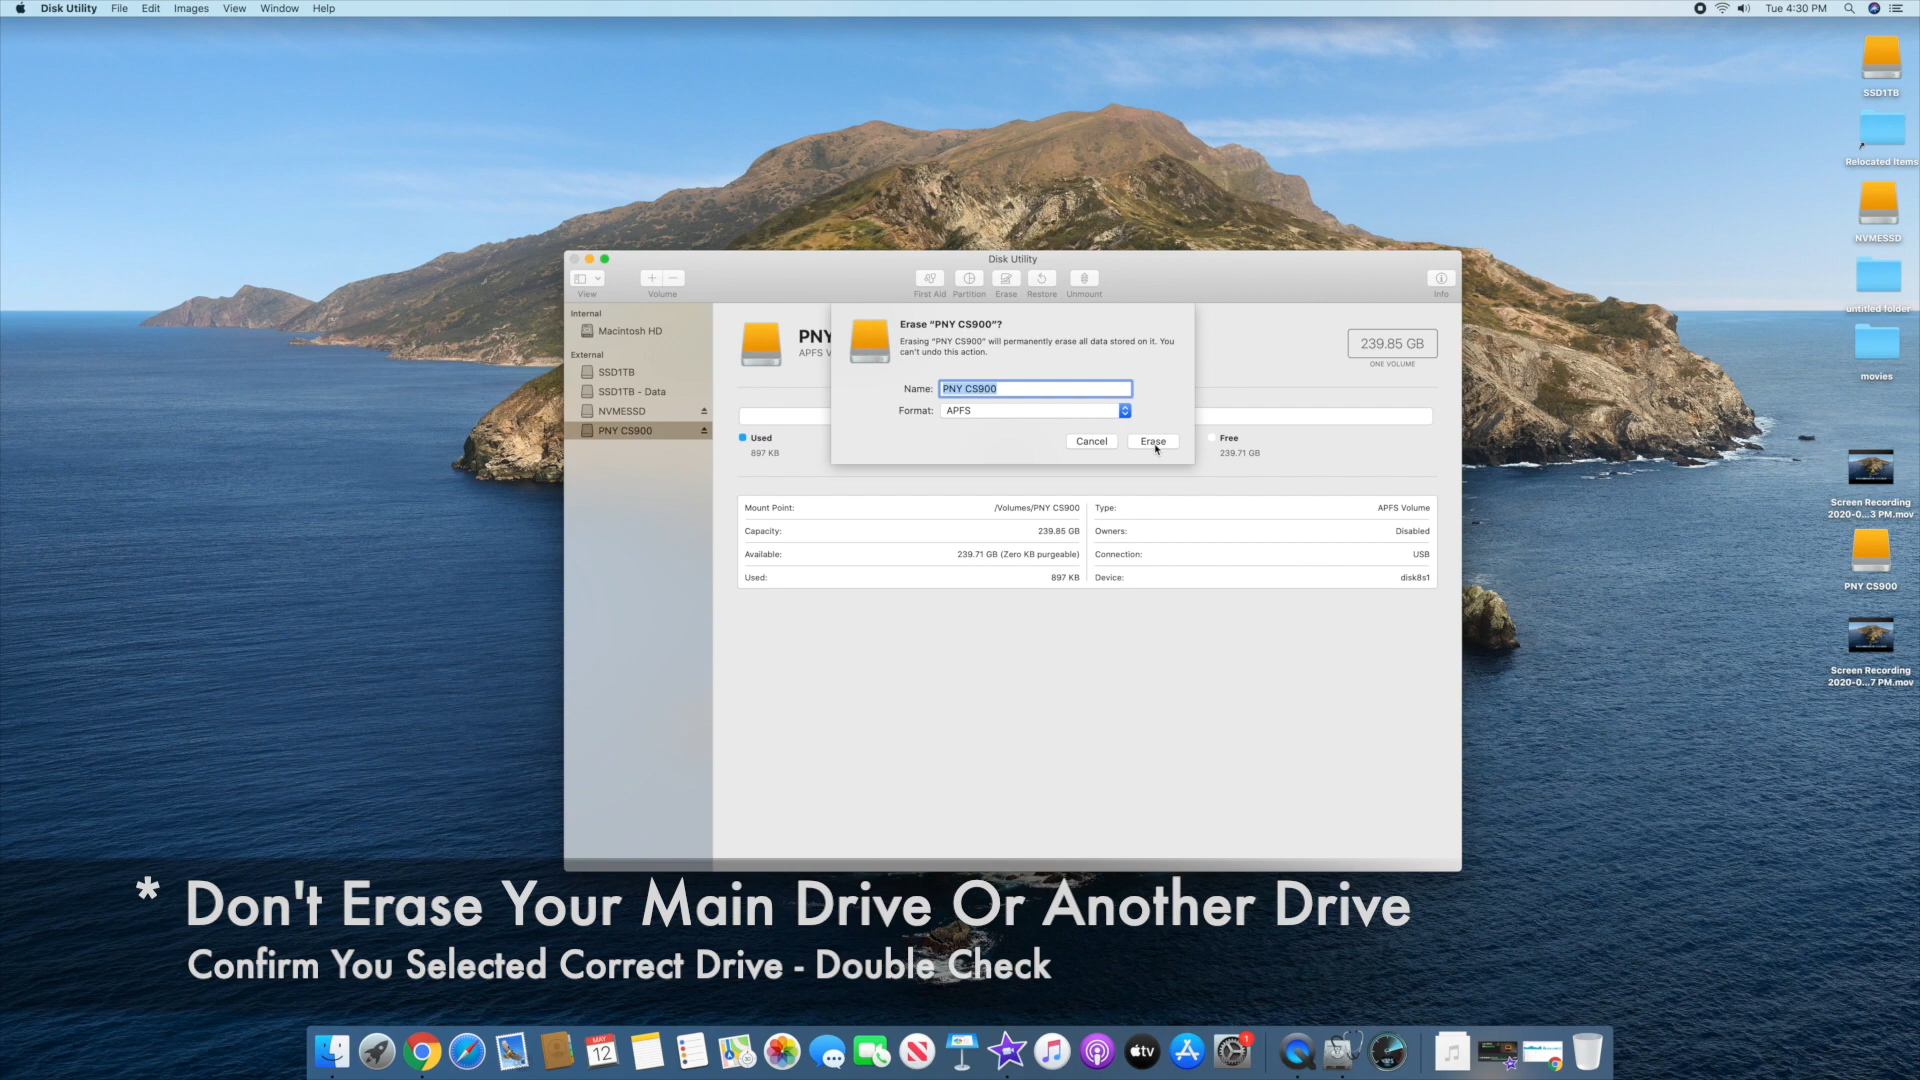 Disk Utility File Edit Images View Window Help
Tue 4:30 PM
SSD1TB
Relocated Items
NVMESSD
untitled folder
movies
Screen Recording
2020-0...3 PM.mov
PNY CS900
Screen Recording
2020-0...7 PM.mov
Disk Utility
View
Volume
First Aid
Partition
Erase
Restore
Unmount
Info
Internal
Macintosh HD
External
SSD1TB
SSD1TB - Data
NVMESSD
PNY CS900
PNY
APFS V
239.85 GB
ONE VOLUME
Erase “PNY CS900”?
Erasing “PNY CS900” will permanently erase all data stored on it. You
can’t undo this action.
Name: PNY CS900
Format: APFS
Cancel
Erase
Used
897 KB
Free
239.71 GB
Mount Point: /Volumes/PNY CS900
Type: APFS Volume
Capacity: 239.85 GB
Owners: Disabled
Available: 239.71 GB (Zero KB purgeable)
Connection: USB
Used: 897 KB
Device: disk8s1
* Don't Erase Your Main Drive Or Another Drive
Confirm You Selected Correct Drive - Double Check
MAY
12
tv
1